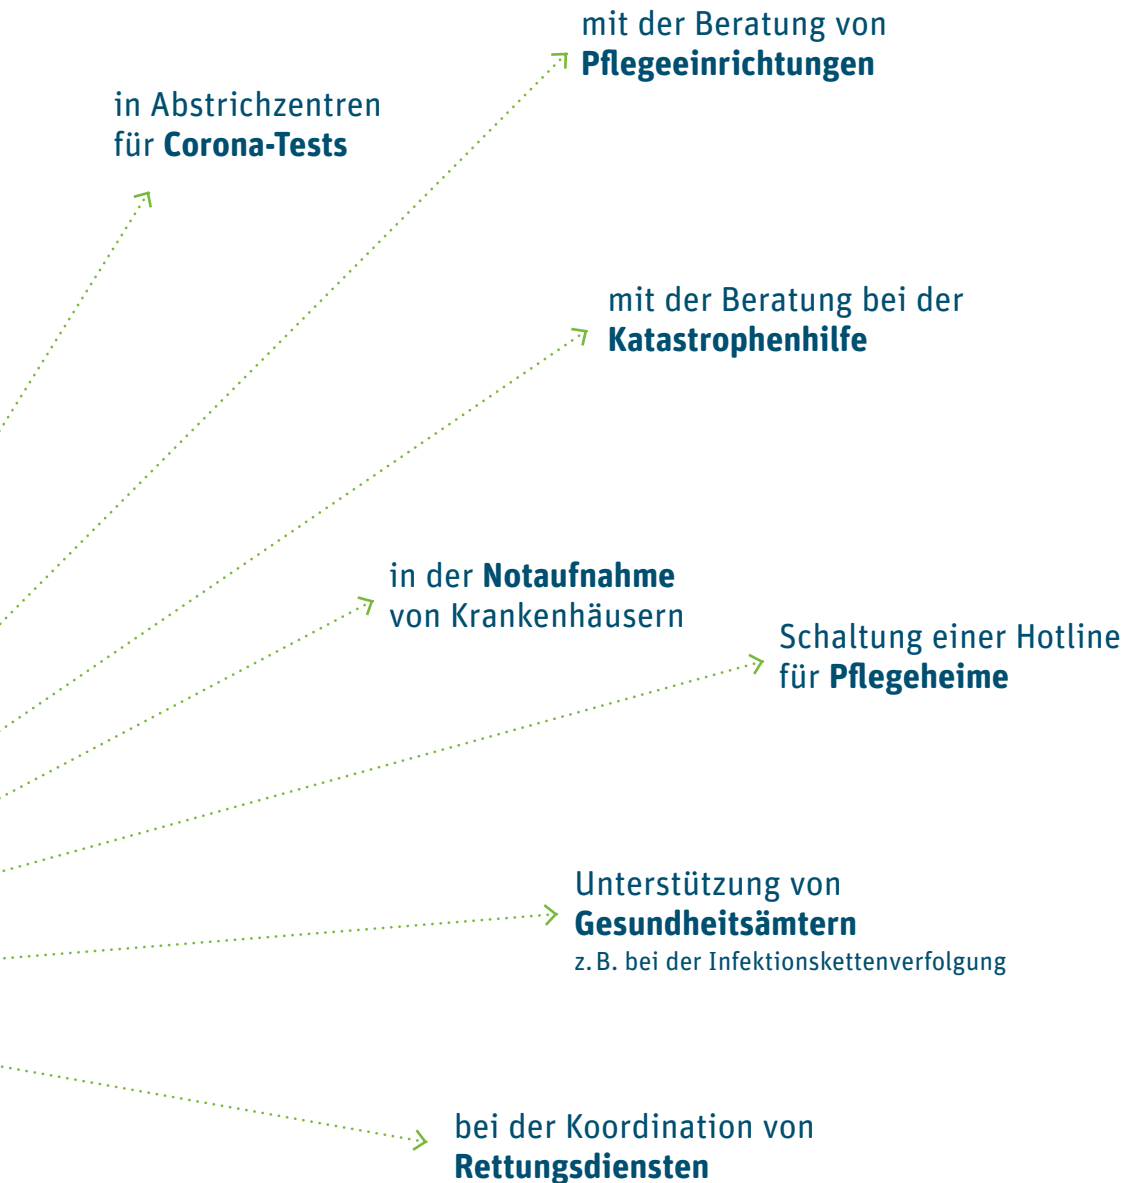 mit der Beratung von
Pflegeeinrichtungen
in Abstrichzentren
für Corona-Tests
mit der Beratung bei der
Katastrophenhilfe
in der Notaufnahme
von Krankenhäusern
Schaltung einer Hotline
für Pflegeheime
Unterstützung von
Gesundheitsämtern
z. B. bei der Infektionskettenverfolgung
bei der Koordination von
Rettungsdiensten